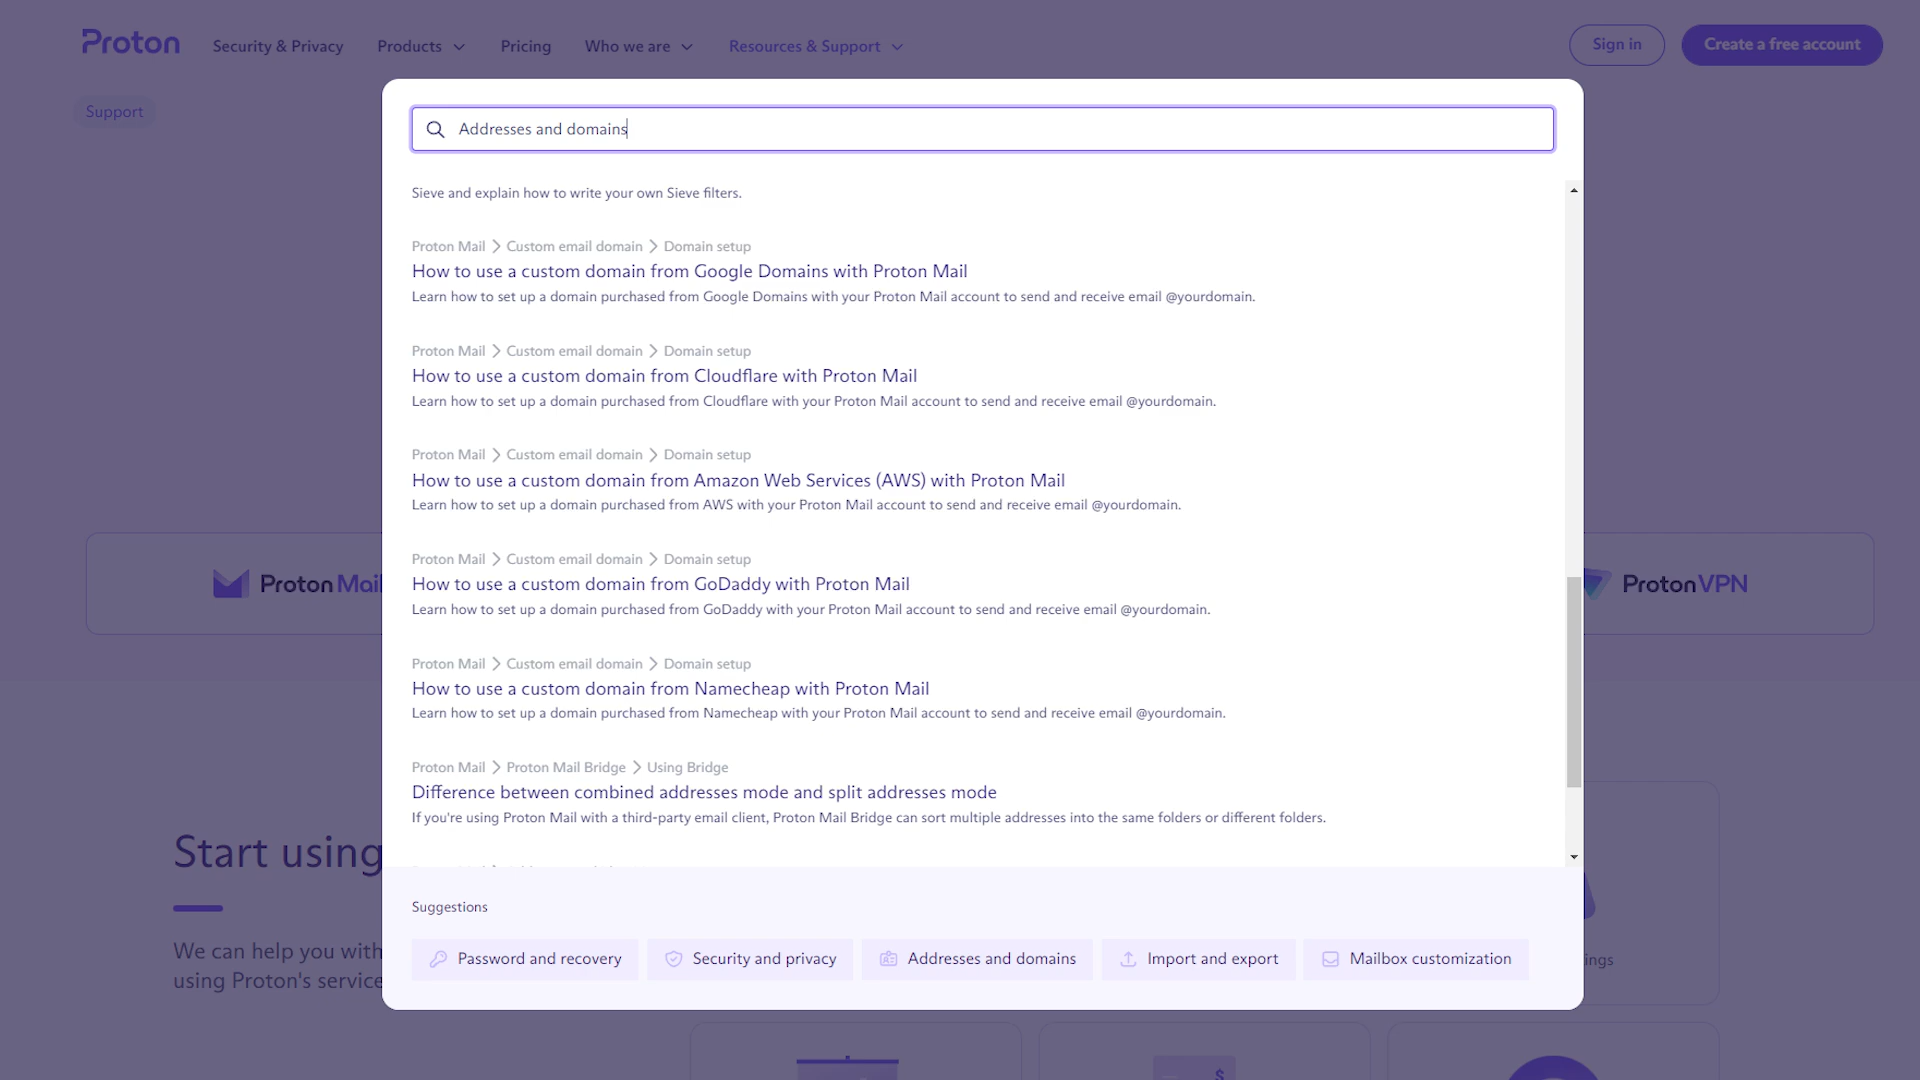 Proton
Security & Privacy
Products
Pricing
Who we are
Resources & Support
Sign in
Create a free account
Support
Addresses and domains
Sieve and explain how to write your own Sieve filters.
Proton Mail > Custom email domain > Domain setup
How to use a custom domain from Google Domains with Proton Mail
Learn how to set up a domain purchased from Google Domains with your Proton Mail account to send and receive email @yourdomain.
Proton Mail > Custom email domain > Domain setup
How to use a custom domain from Cloudflare with Proton Mail
Learn how to set up a domain purchased from Cloudflare with your Proton Mail account to send and receive email @yourdomain.
Proton Mail > Custom email domain > Domain setup
How to use a custom domain from Amazon Web Services (AWS) with Proton Mail
Learn how to set up a domain purchased from AWS with your Proton Mail account to send and receive email @yourdomain.
Proton Mail > Custom email domain > Domain setup
How to use a custom domain from GoDaddy with Proton Mail
Learn how to set up a domain purchased from GoDaddy with your Proton Mail account to send and receive email @yourdomain.
Proton Mail > Custom email domain > Domain setup
How to use a custom domain from Namecheap with Proton Mail
Learn how to set up a domain purchased from Namecheap with your Proton Mail account to send and receive email @yourdomain.
Proton Mail > Proton Mail Bridge > Using Bridge
Difference between combined addresses mode and split addresses mode
If you're using Proton Mail with a third-party email client, Proton Mail Bridge can sort multiple addresses into the same folders or different folders.
Suggestions
Password and recovery
Security and privacy
Addresses and domains
Import and export
Mailbox customization
Proton Mail
Proton VPN
Start using
We can help you with
using Proton's service
ings
$